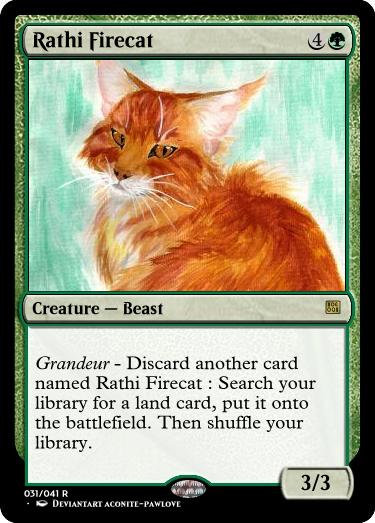 Rathi Firecat 4
Creature — Beast
Grandeur - Discard another card
named Rathi Firecat : Search your
library for a land card, put it onto
the battlefield. Then shuffle your
library.
3/3
031/041 R
· DEVIANTART ACONITE-PAWLOVE